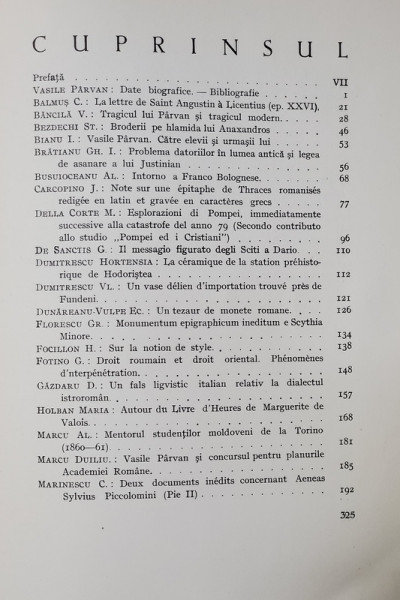 CUPRINSUL
Prefață . . . VII
VASILE PÂRVAN : Date biografice. — Bibliografie . . . 1
BALMUȘ C. : La lettre de Saint Augustin à Licentius (ep. XXVI). 21
BĂNCILĂ V. : Tragicul lui Pârvan și tragicul modern. . . 28
BEZDECHI ST. : Broderii pe hlamida lui Anaxandros . . . 46
BIANU I. : Vasile Pârvan. Către elevii și urmașii lui . . . 53
BRĂTIANU GH. I. : Problema datoriilor în lumea antică și legea
de asanare a lui Justinian . . . 56
BUSUIOCEANU AL. : Intorno a Franco Bolognese. . . . 68
CARCOPINO J. : Note sur une épitaphe de Thraces romanisés
redigée en latin et gravée en caractères grecs . . . 77
DELLA CORTE M. : Esplorazioni di Pompei, immediatamente
successive alla catastrofe del anno 79 (Secondo contributo
allo studio „Pompei ed i Cristiani") . . . 96
DE SANCTIS G. : Il messagio figurato degli Sciti a Dario. . . 110
DUMITRESCU HORTENSIA : La céramique de la station préhisto-
rique de Hodoriștea . . . 112
DUMITRESCU VL. : Un vase délien d'importation trouvé près de
Fundeni. . . . 121
DUNĂREANU-VULPE EC. : Un tezaur de monete romane. . . 126
FLORESCU GR : Monumentum epigraphicum ineditum e Scythia
Minore. . . . 134
FOCILLON H. : Sur la notion de style. . . . 138
FOTINO G. : Droit roumain et droit oriental. Phénomènes
d'interpénétration. . . . 148
GĂZDARU D. : Un fals ligvistic italian relativ la dialectul
istroromân. . . . 157
HOLBAN MARIA : Autour du Livre d'Heures de Marguerite de
Valois. . . . 168
MARCU AL. : Mentorul studenților moldoveni de la Torino
(1860—61). . . . 181
MARCU DUILIU. : Vasile Pârvan și concursul pentru planurile
Academiei Române. . . . 185
MARINESCU C. : Deux documents inédits concernant Aeneas
Sylvius Piccolomini (Pie II) . . . 192
325